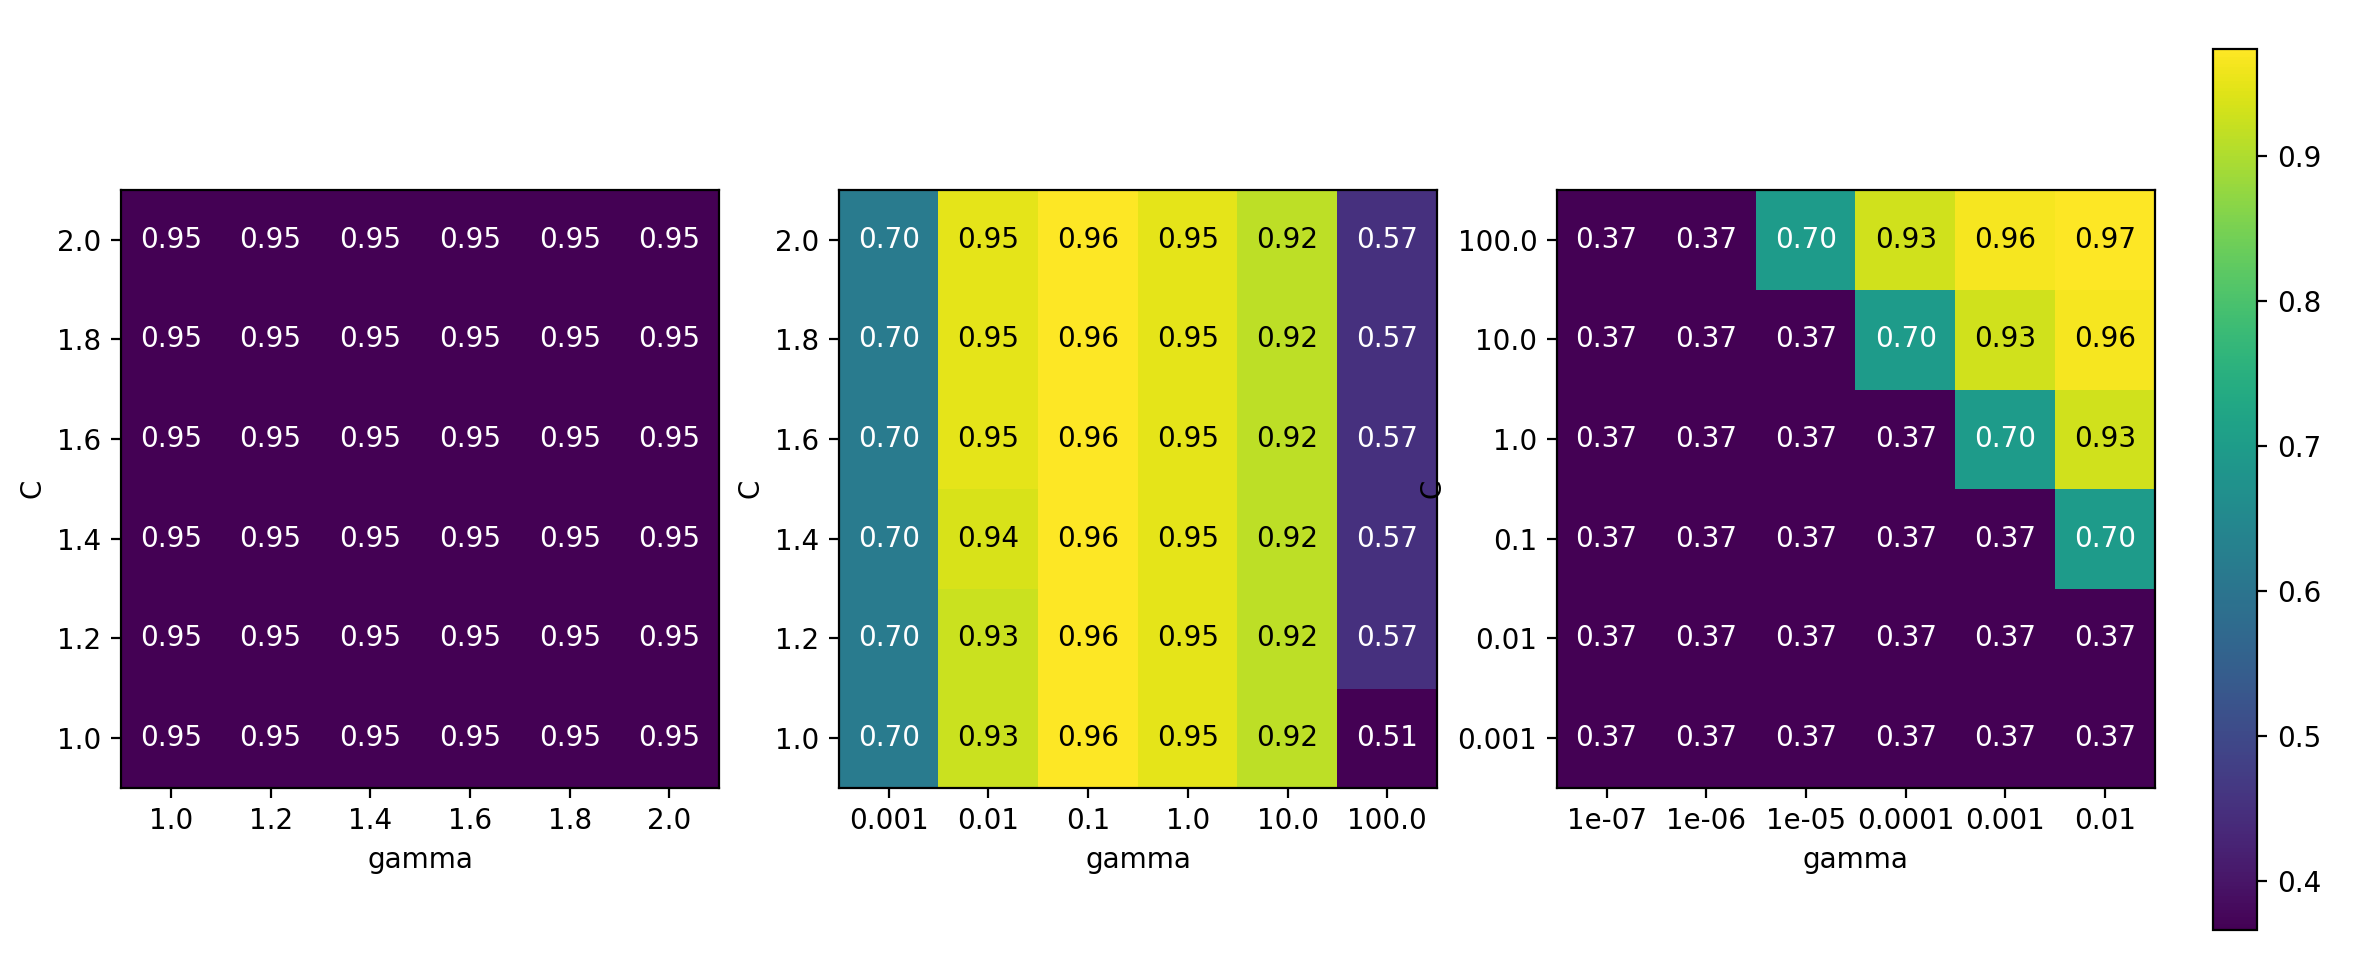 2.0 0.95 0.95 0.95 0.95 0.95 0.95
1.8 0.95 0.95 0.95 0.95 0.95 0.95
1.6 0.95 0.95 0.95 0.95 0.95 0.95
C
1.4 0.95 0.95 0.95 0.95 0.95 0.95
1.2 0.95 0.95 0.95 0.95 0.95 0.95
1.0 0.95 0.95 0.95 0.95 0.95 0.95
1.0 1.2 1.4 1.6 1.8 2.0
gamma
2.0 0.70 0.95 0.96 0.95 0.92 0.57
1.8 0.70 0.95 0.96 0.95 0.92 0.57
1.6 0.70 0.95 0.96 0.95 0.92 0.57
C
1.4 0.70 0.94 0.96 0.95 0.92 0.57
1.2 0.70 0.93 0.96 0.95 0.92 0.57
1.0 0.70 0.93 0.96 0.95 0.92 0.51
0.001 0.01 0.1 1.0 10.0 100.0
gamma
100.0 0.37 0.37 0.70 0.93 0.96 0.97
10.0 0.37 0.37 0.37 0.70 0.93 0.96
1.0 0.37 0.37 0.37 0.37 0.70 0.93
C
0.1 0.37 0.37 0.37 0.37 0.37 0.70
0.01 0.37 0.37 0.37 0.37 0.37 0.37
0.001 0.37 0.37 0.37 0.37 0.37 0.37
1e-07 1e-06 1e-05 0.0001 0.001 0.01
gamma
0.9
0.8
0.7
0.6
0.5
0.4